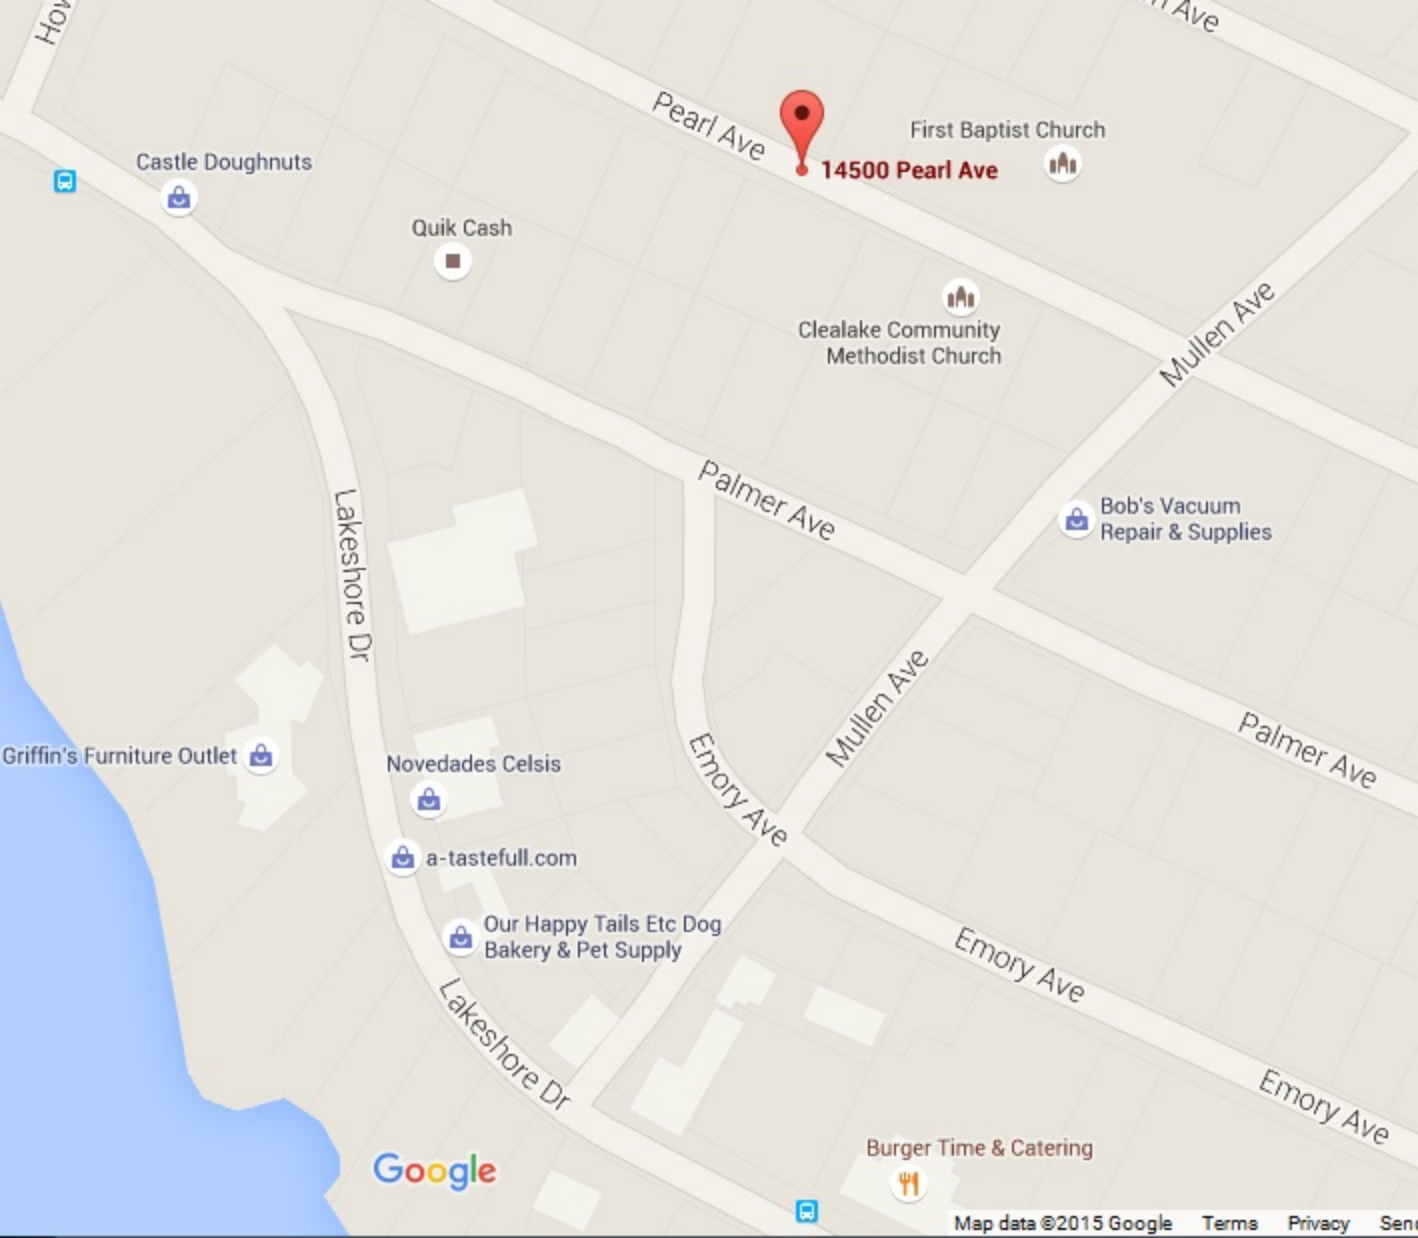 How
n Ave
Pearl Ave
First Baptist Church
14500 Pearl Ave
Castle Doughnuts
Quik Cash
Clealake Community
Methodist Church
Mullen Ave
Palmer Ave
Bob's Vacuum
Repair & Supplies
Lakeshore Dr
Mullen Ave
Palmer Ave
Griffin's Furniture Outlet
Novedades Celsis
Emory Ave
a-tastefull.com
Our Happy Tails Etc Dog
Bakery & Pet Supply
Emory Ave
Lakeshore Dr
Emory Ave
Burger Time & Catering
Google
Map data ©2015 Google Terms Privacy Send